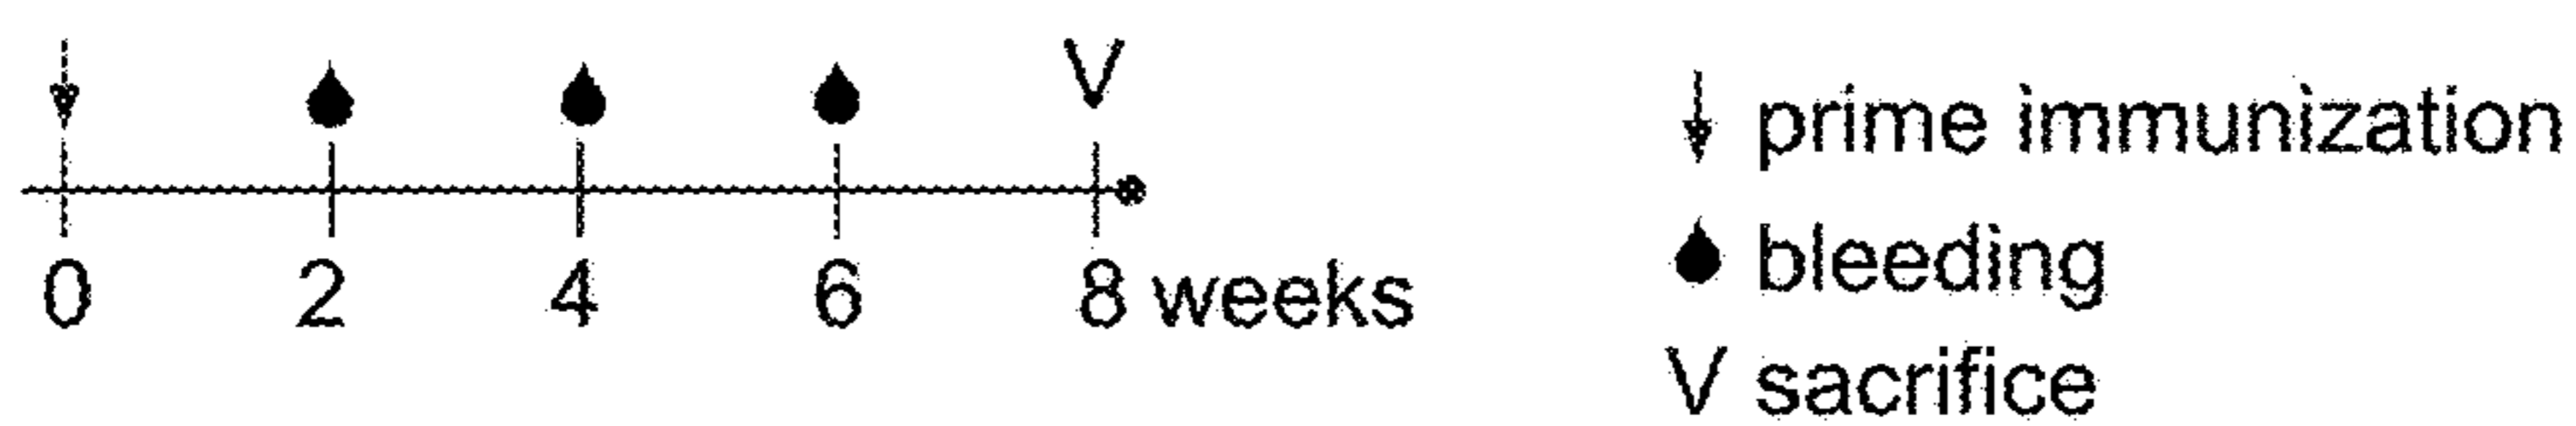 V
0 2 4 6 8 weeks
prime immunization
bleeding
V sacrifice